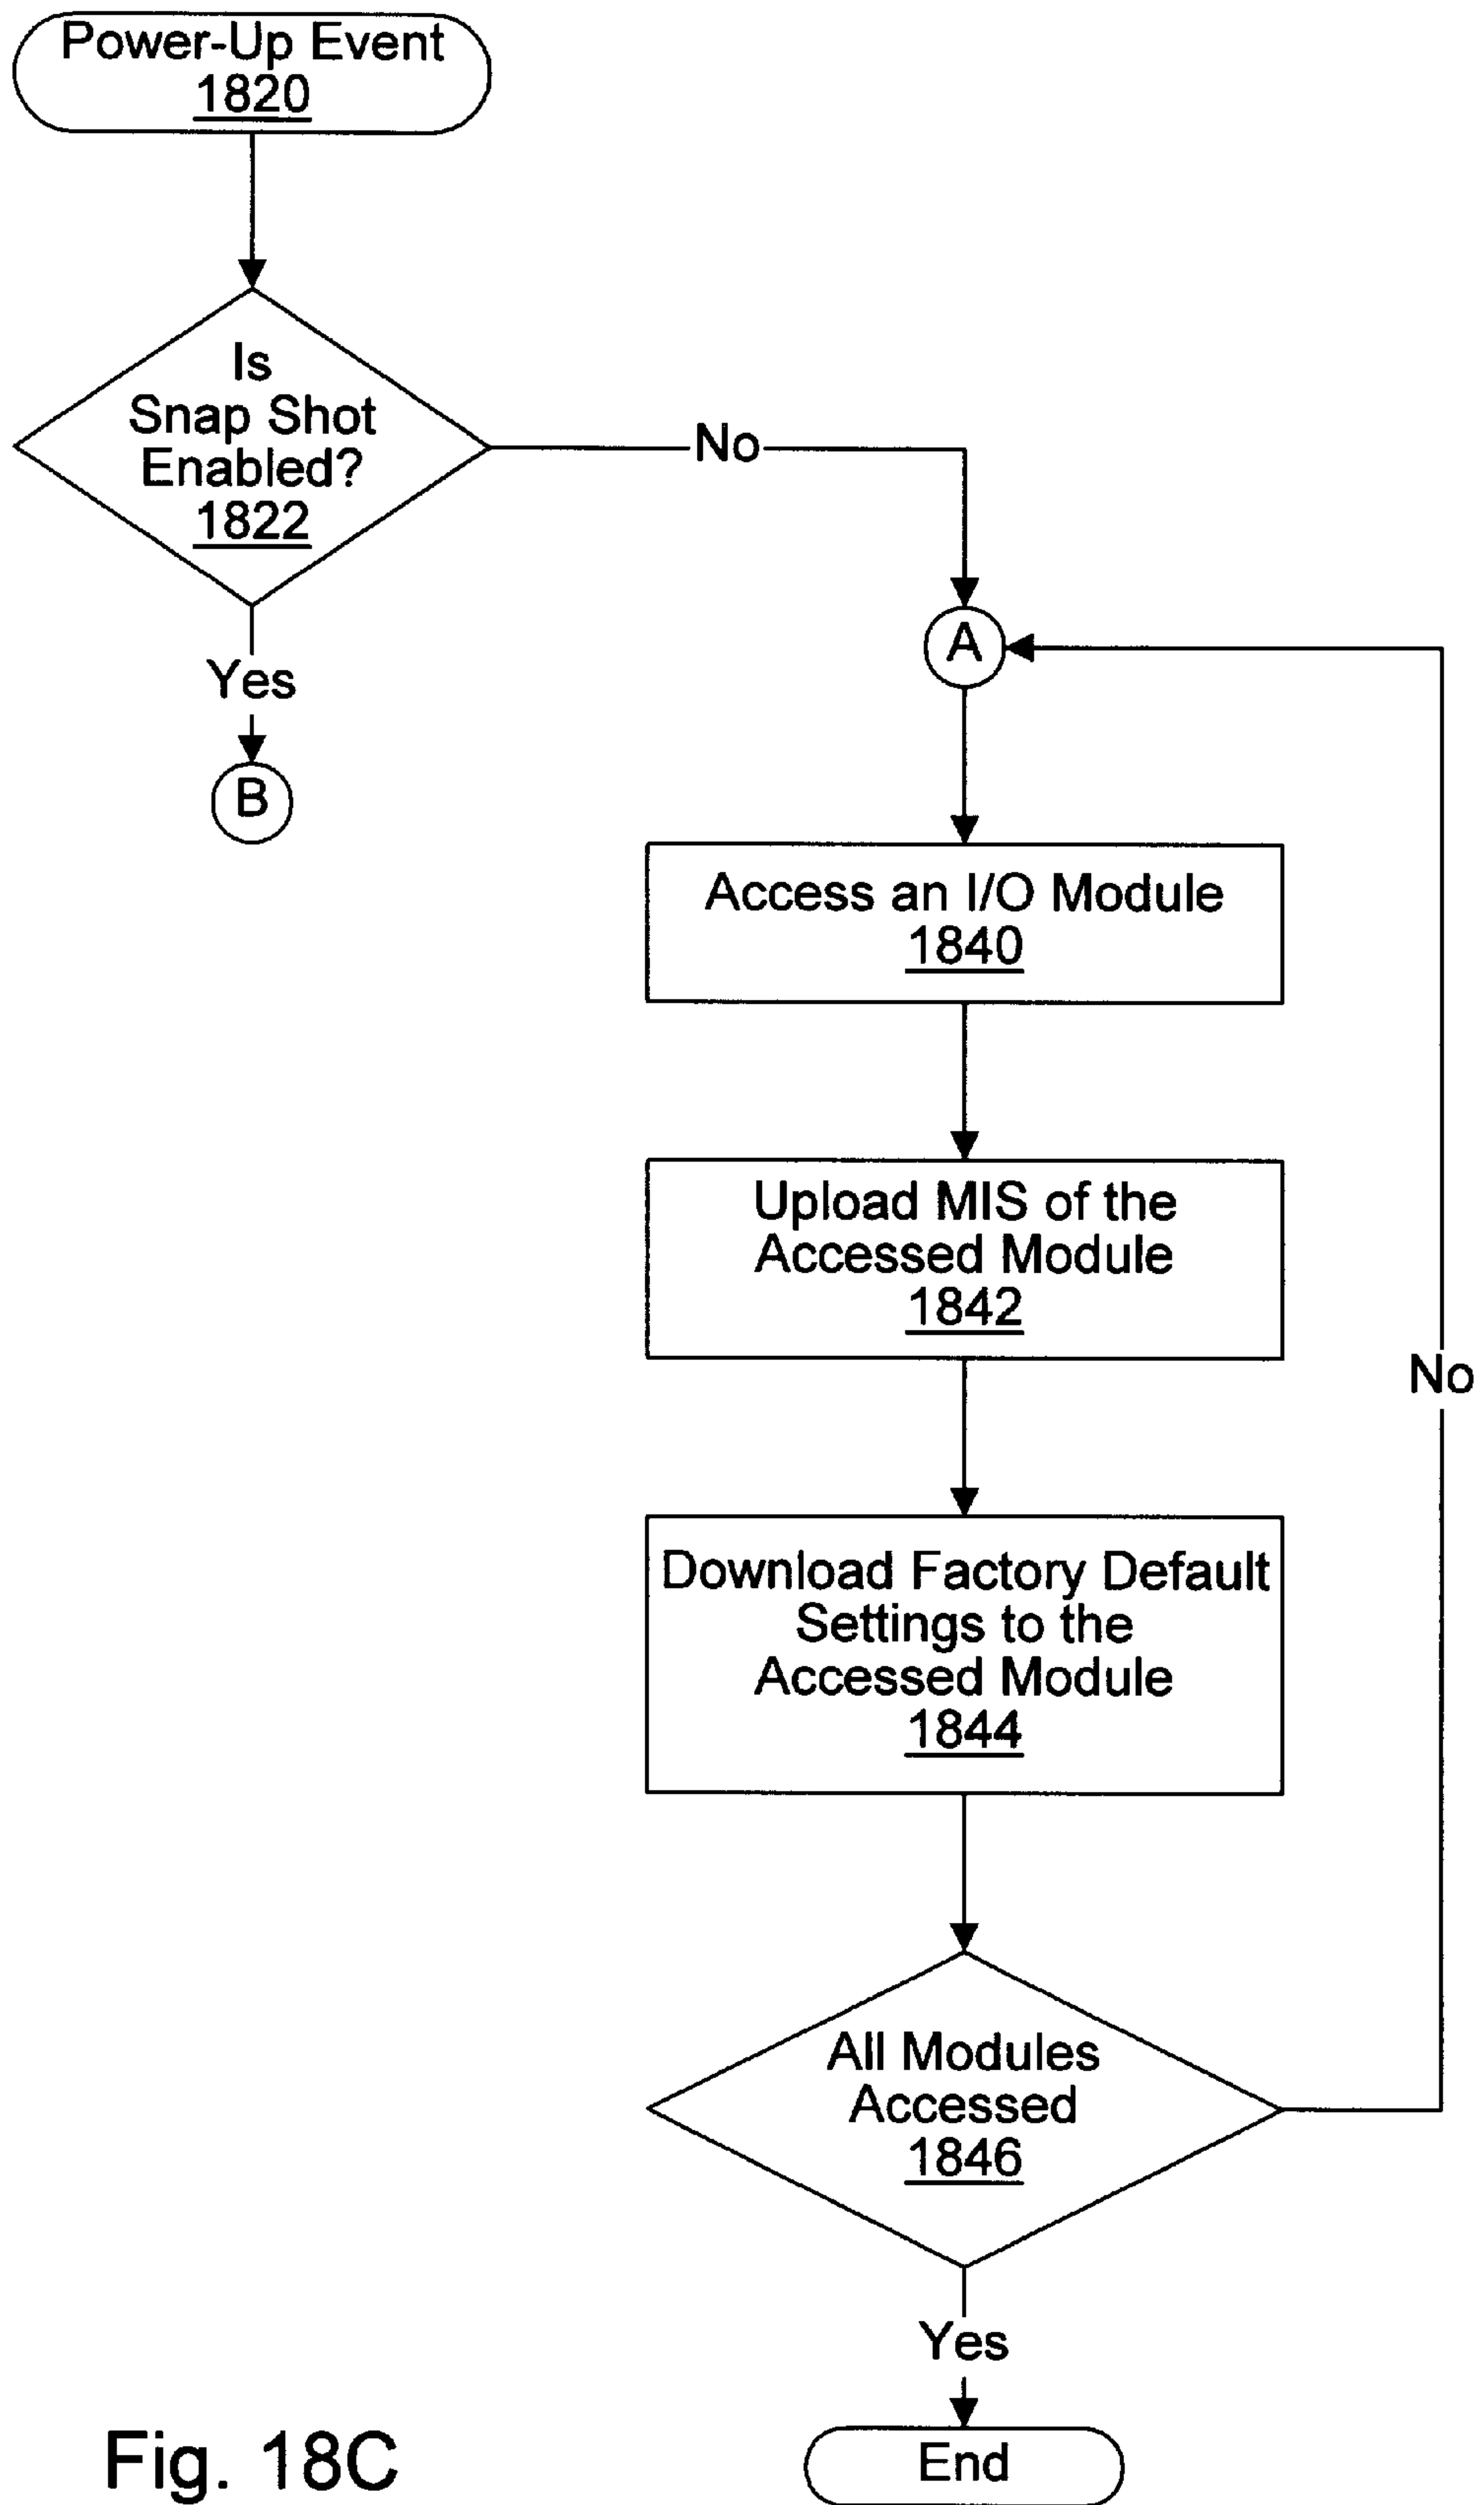 Power-Up Event
1820
Is
Snap Shot
Enabled?
1822
No
Yes
A
B
Access an I/O Module
1840
Upload MIS of the
Accessed Module
1842
No
Download Factory Default
Settings to the
Accessed Module
1844
All Modules
Accessed
1846
Yes
End
Fig. 18C